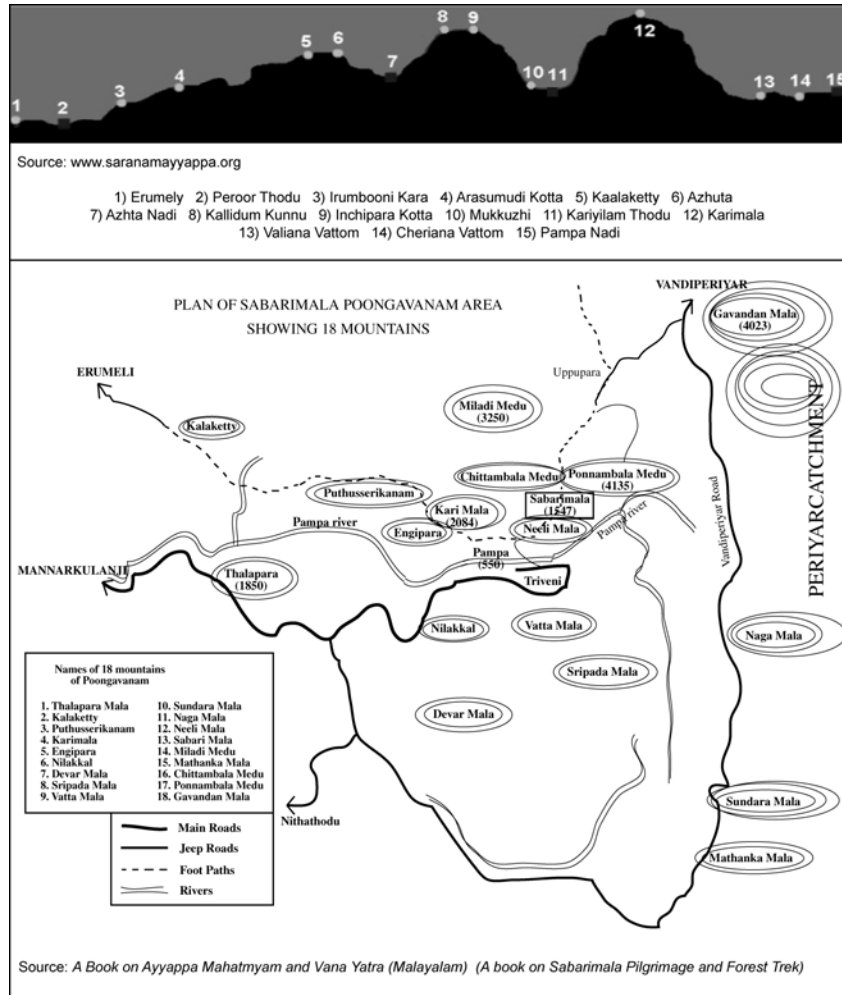 1 2 3 4 5 6 7 8 9 10 11 12 13 14 15
Source: www.saranamayyappa.org
1) Erumely 2) Peroor Thodu 3) Irumbooni Kara 4) Arasumudi Kotta 5) Kaalaketty 6) Azhuta
7) Azhta Nadi 8) Kallidum Kunnu 9) Inchipara Kotta 10) Mukkuzhi 11) Kariyilam Thodu 12) Karimala
13) Valiana Vattom 14) Cheriana Vattom 15) Pampa Nadi
PLAN OF SABARIMALA POONGAVANAM AREA
SHOWING 18 MOUNTAINS
VANDIPERIYAR
Gavandan Mala
(4023)
ERUMELI
Uppupara
PERIYARCATCHMENT
Kalaketty
Miladi Medu
(3250)
Chittambala Medu
Ponnambala Medu
(4135)
Puthusserikanam
Sabarimala
(1547)
Kari Mala
(2084)
Vandiperiyar Road
Pampa river
Engipara
Neeli Mala
Pampa river
Pampa
(550)
MANNARKULANJI
Thalapara
(1850)
Triveni
Nilakkal
Vatta Mala
Naga Mala
Sripada Mala
Devar Mala
Names of 18 mountains
of Poongavanam
1. Thalapara Mala
2. Kalaketty
3. Puthusserikanam
4. Karimala
5. Engipara
6. Nilakkal
7. Devar Mala
8. Sripada Mala
9. Vatta Mala
10. Sundara Mala
11. Naga Mala
12. Neeli Mala
13. Sabari Mala
14. Miladi Medu
15. Mathanka Mala
16. Chittambala Medu
17. Ponnambala Medu
18. Gavandan Mala
Sundara Mala
Nithathodu
Mathanka Mala
Main Roads
Jeep Roads
Foot Paths
Rivers
Source: A Book on Ayyappa Mahatmyam and Vana Yatra (Malayalam) (A book on Sabarimala Pilgrimage and Forest Trek)